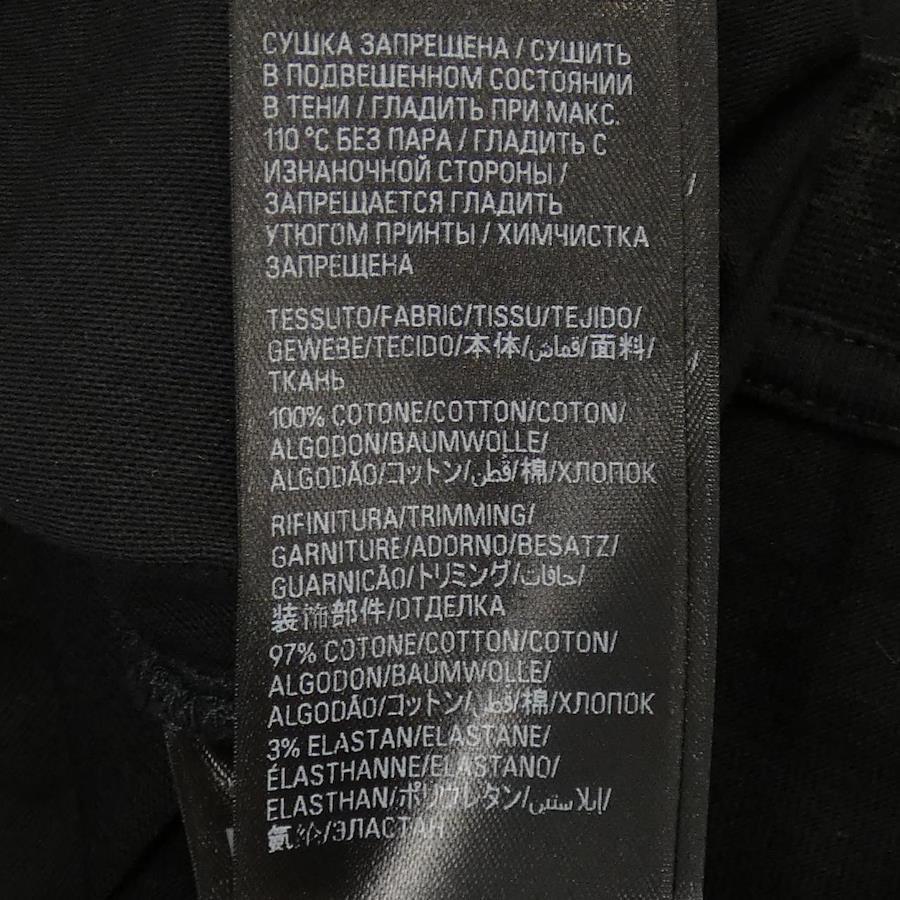 СУШКА ЗАПРЕЩЕНА / СУШИТЬ
В ПОДВЕШЕННОМ СОСТОЯНИИ
В ТЕНИ / ГЛАДИТЬ ПРИ МАКС.
110 °C БЕЗ ПАРА / ГЛАДИТЬ С
ИЗНАНОЧНОЙ СТОРОНЫ /
ЗАПРЕЩАЕТСЯ ГЛАДИТЬ
УТЮГОМ ПРИНТЫ / ХИМЧИСТКА
ЗАПРЕЩЕНА
TESSUTO/FABRIC/TISSU/TEJIDO/
GEWEBE/TECIDO/本体/قماش/面料/
ТКАНЬ
100% COTONE/COTTON/COTON/
ALGODON/BAUMWOLLE/
ALGODÃO/コットン/قطن/棉/ХЛОПОК
RIFINITURA/TRIMMING/
GARNITURE/ADORNO/BESATZ/
GUARNICÃO/トリミング/حافات/
装饰部件/ОТДЕЛКА
97% COTONE/COTTON/COTON/
ALGODON/BAUMWOLLE/
ALGODÃO/コットン/قطن/棉/ХЛОПОК
3% ELASTAN/ELASTANE/
ÉLASTHANNE/ELASTANO/
ELASTHAN/ポリウレタン/إيلاستين/
氨纶/ЭЛАСТАН